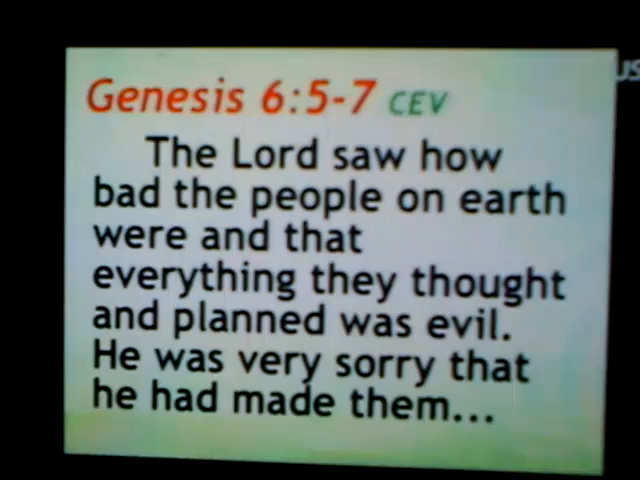 Genesis 6:5-7 CEV
The Lord saw how
bad the people on earth
were and that
everything they thought
and planned was evil.
He was very sorry that
he had made them...